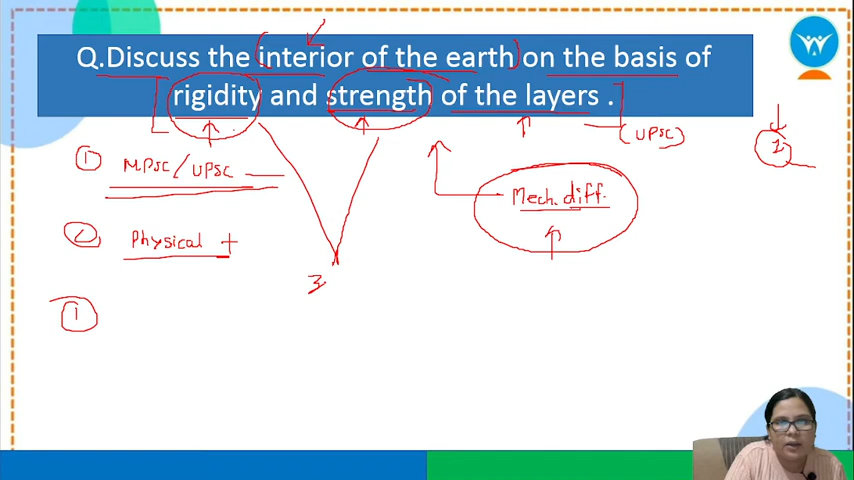 Q.Discuss the interior of the earth on the basis of
rigidity and strength of the layers .
(UPSC)
① MPSC/UPSC
Mech. diff.
② Physical +
3
①